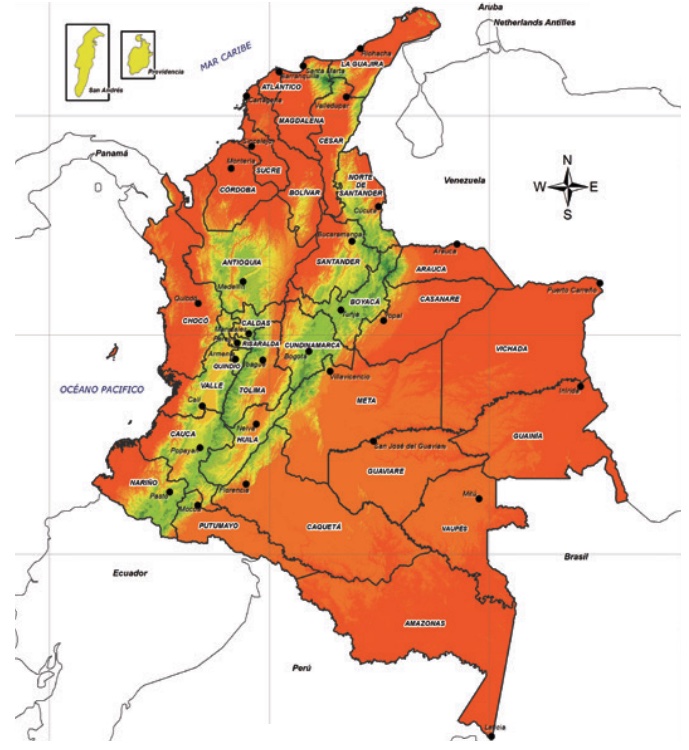 Aruba
Netherlands Antilles
MAR CARIBE
San Andrés
Providencia
Riohacha
Santa Marta
Barranquilla
LA GUAJIRA
ATLÁNTICO
Cartagena
Valledupar
MAGDALENA
CESAR
Sincelejo
Panamá
Montería
SUCRE
Venezuela
N
W E
S
CÓRDOBA
BOLÍVAR
NORTE
DE
SANTANDER
Cúcuta
Bucaramanga
Arauca
ANTIOQUIA
SANTANDER
ARAUCA
Medellín
Puerto Carreño
Quibdó
BOYACÁ
CASANARE
CHOCÓ
Tunja
Yopal
CALDAS
Manizales
RISARALDA
CUNDINAMARCA
VICHADA
Armenia
Ibagué
Bogotá
QUINDÍO
Villavicencio
OCÉANO PACIFICO
VALLE
TOLIMA
META
Inírida
Cali
Neiva
CAUCA
HUILA
San José del Guaviare
GUAINÍA
Popayán
GUAVIARE
NARIÑO
Florencia
Pasto
Mitú
Mocoa
PUTUMAYO
CAQUETÁ
VAUPÉS
Brasil
Ecuador
AMAZONAS
Perú
Leticia